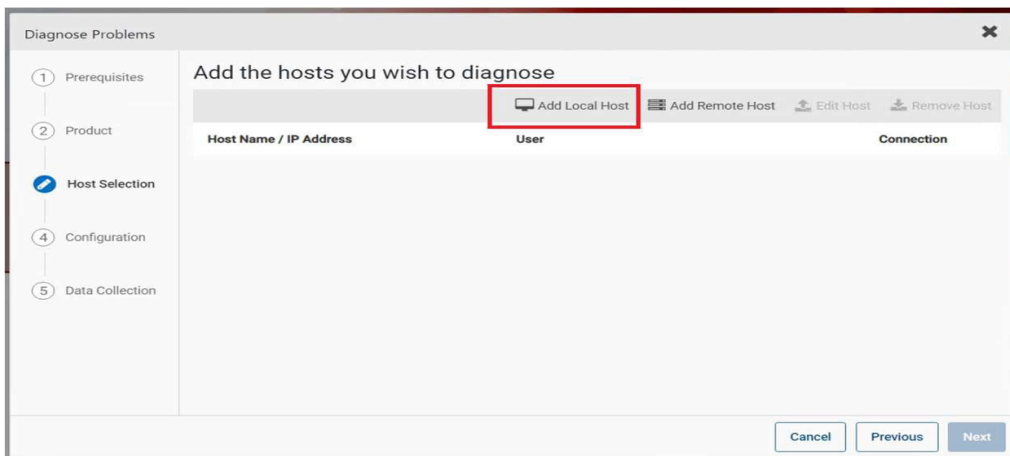 Diagnose Problems
1 Prerequisites
2 Product
Host Selection
4 Configuration
5 Data Collection
Add the hosts you wish to diagnose
Add Local Host Add Remote Host Edit Host Remove Host
Host Name / IP Address User Connection
Cancel Previous Next